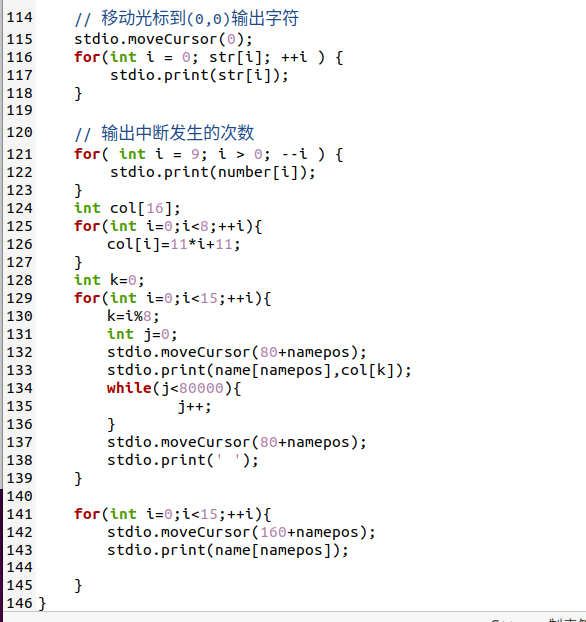 114 // 移动光标到(0,0)输出字符
115 stdio.moveCursor(0);
116 for(int i = 0; str[i]; ++i ) {
117 stdio.print(str[i]);
118 }
119
120 // 输出中断发生的次数
121 for( int i = 9; i > 0; --i ) {
122 stdio.print(number[i]);
123 }
124 int col[16];
125 for(int i=0;i<8;++i){
126 col[i]=11*i+11;
127 }
128 int k=0;
129 for(int i=0;i<15;++i){
130 k=i%8;
131 int j=0;
132 stdio.moveCursor(80+namepos);
133 stdio.print(name[namepos],col[k]);
134 while(j<80000){
135 j++;
136 }
137 stdio.moveCursor(80+namepos);
138 stdio.print(' ');
139 }
140
141 for(int i=0;i<15;++i){
142 stdio.moveCursor(160+namepos);
143 stdio.print(name[namepos]);
144
145 }
146 }